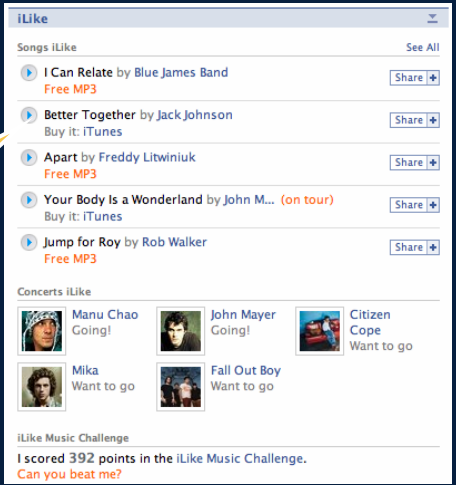 iLike
Songs iLike See All
I Can Relate by Blue James Band
Free MP3
Share +
Better Together by Jack Johnson
Buy it: iTunes
Share +
Apart by Freddy Litwiniuk
Free MP3
Share +
Your Body Is a Wonderland by John M... (on tour)
Buy it: iTunes
Share +
Jump for Roy by Rob Walker
Free MP3
Share +
Concerts iLike
Manu Chao
Going!
John Mayer
Going!
Citizen
Cope
Want to go
Mika
Want to go
Fall Out Boy
Want to go
iLike Music Challenge
I scored 392 points in the iLike Music Challenge.
Can you beat me?